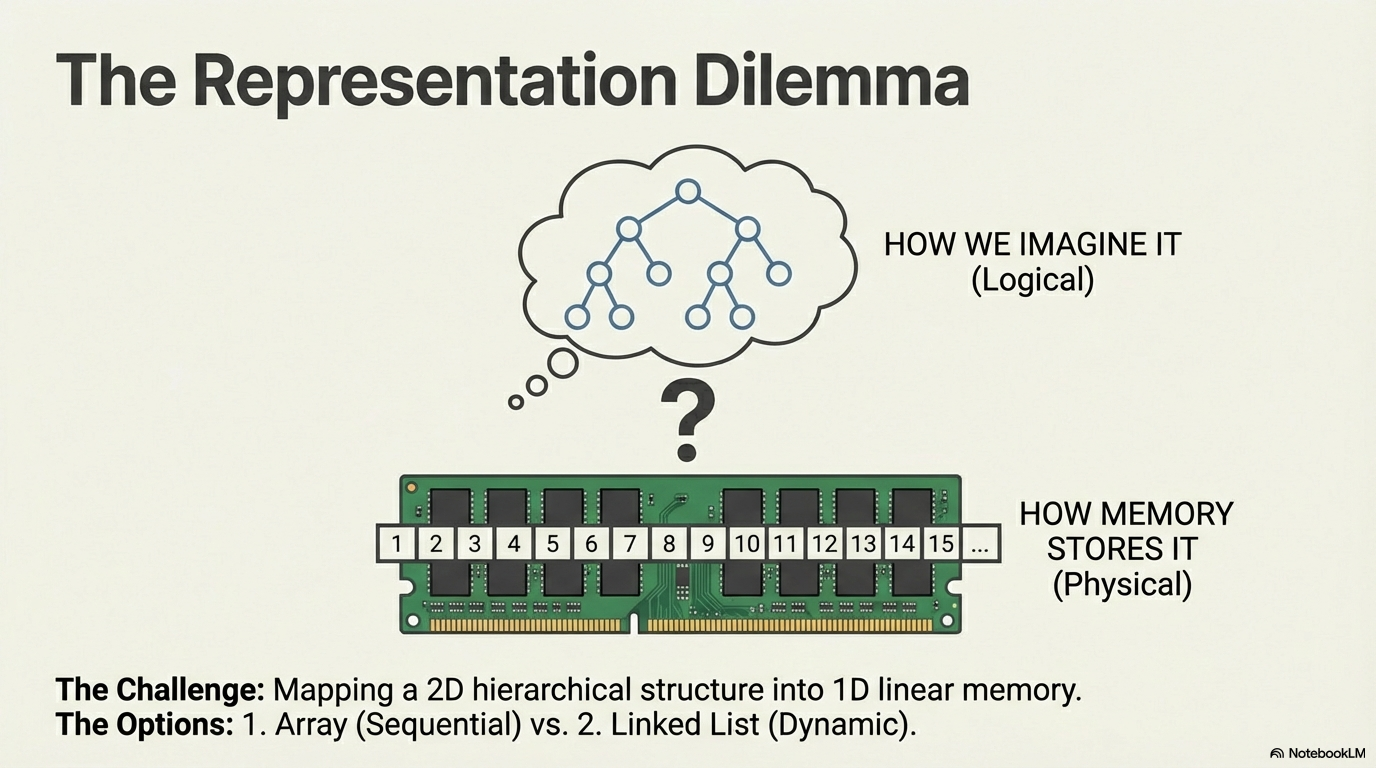 The Representation Dilemma
HOW WE IMAGINE IT
(Logical)
?
1 2 3 4 5 6 7 8 9 10 11 12 13 14 15 ...
HOW MEMORY
STORES IT
(Physical)
The Challenge: Mapping a 2D hierarchical structure into 1D linear memory.
The Options: 1. Array (Sequential) vs. 2. Linked List (Dynamic).
NotebookLM